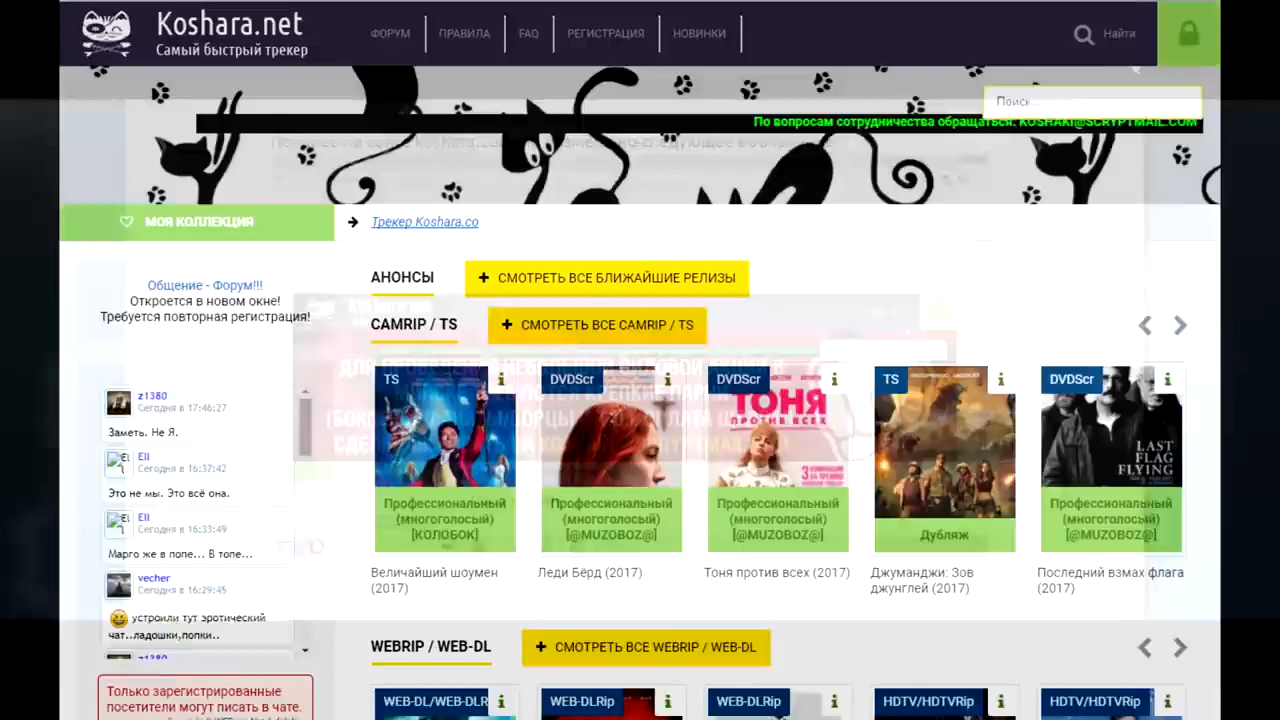 Koshara.net
Самый быстрый трекер
ФОРУМ
ПРАВИЛА
FAQ
РЕГИСТРАЦИЯ
НОВИНКИ
Найти
Поиск...
По вопросам сотрудничества обращаться: KOSHAKI@SCRYPTMAIL.COM
МОЯ КОЛЛЕКЦИЯ
Трекер Koshara.co
Общение - Форум!!!
Откроется в новом окне!
Требуется повторная регистрация!
z1380
Сегодня в 17:46:27
Заметь. Не Я.
Ell
Сегодня в 16:37:42
Это не мы. Это всё она.
Ell
Сегодня в 16:33:49
Марго же в попе... В топе...
vecher
Сегодня в 16:29:45
устроили тут эротический
чат..ладошки,попки..
z1380
Только зарегистрированные
посетители могут писать в чате.
АНОНСЫ
+ СМОТРЕТЬ ВСЕ БЛИЖАЙШИЕ РЕЛИЗЫ
CAMRIP / TS
+ СМОТРЕТЬ ВСЕ CAMRIP / TS
TS
Профессиональный
(многоголосый)
[КОЛОБОК]
Величайший шоумен
(2017)
DVDScr
Профессиональный
(многоголосый)
[@MUZOBOZ@]
Леди Бёрд (2017)
DVDScr
ТОНЯ
ПРОТИВ ВСЕХ
Профессиональный
(многоголосый)
[@MUZOBOZ@]
Тоня против всех (2017)
TS
Дубляж
Джуманджи: Зов
джунглей (2017)
DVDScr
LAST
FLAG
FLYING
Профессиональный
(многоголосый)
[@MUZOBOZ@]
Последний взмах флага
(2017)
WEBRIP / WEB-DL
+ СМОТРЕТЬ ВСЕ WEBRIP / WEB-DL
WEB-DL/WEB-DLR
WEB-DLRip
WEB-DLRip
HDTV/HDTVRip
HDTV/HDTVRip